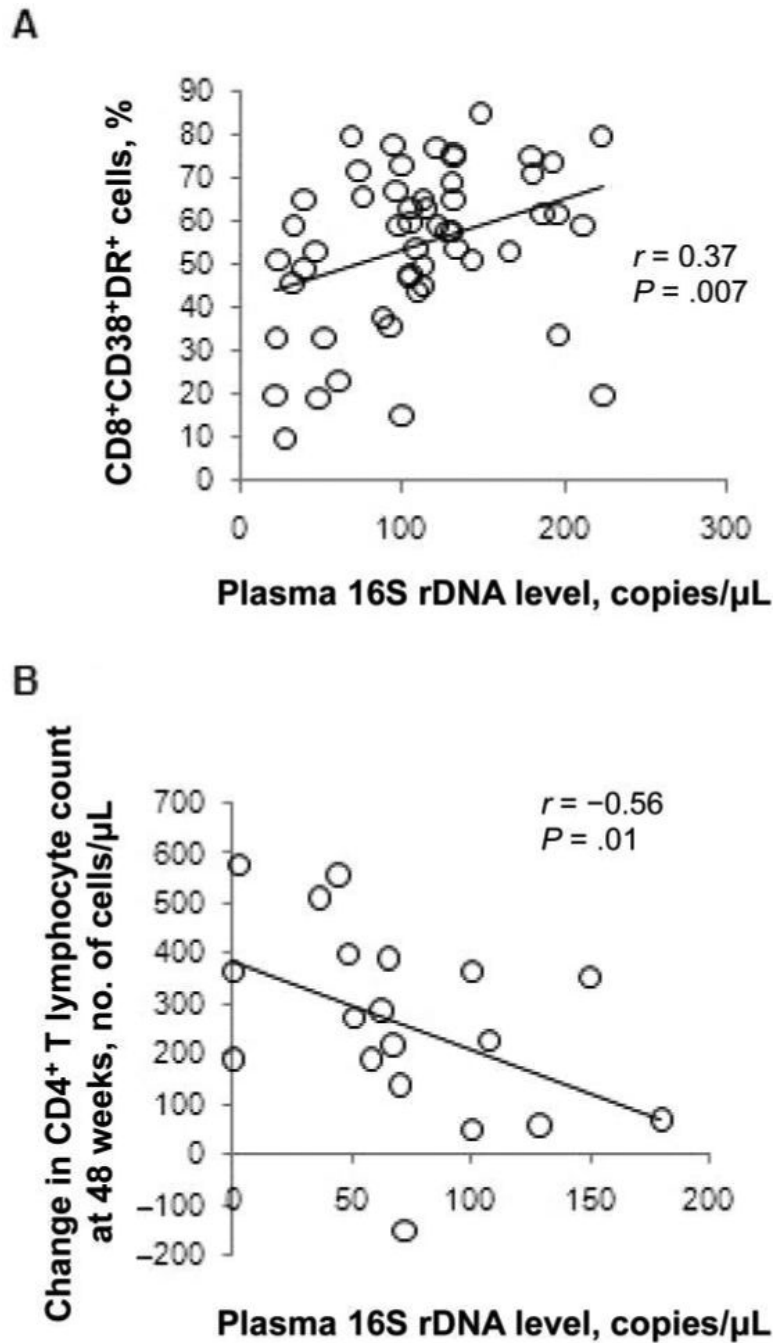 A
CD8⁺CD38⁺DR⁺ cells, %
90
80
70
60
50
40
30
20
10
0
r = 0.37
P = .007
0 100 200 300
Plasma 16S rDNA level, copies/µL
B
Change in CD4⁺ T lymphocyte count
at 48 weeks, no. of cells/µL
r = −0.56
P = .01
700
600
500
400
300
200
100
0
−100
−200
0 50 100 150 200
Plasma 16S rDNA level, copies/µL